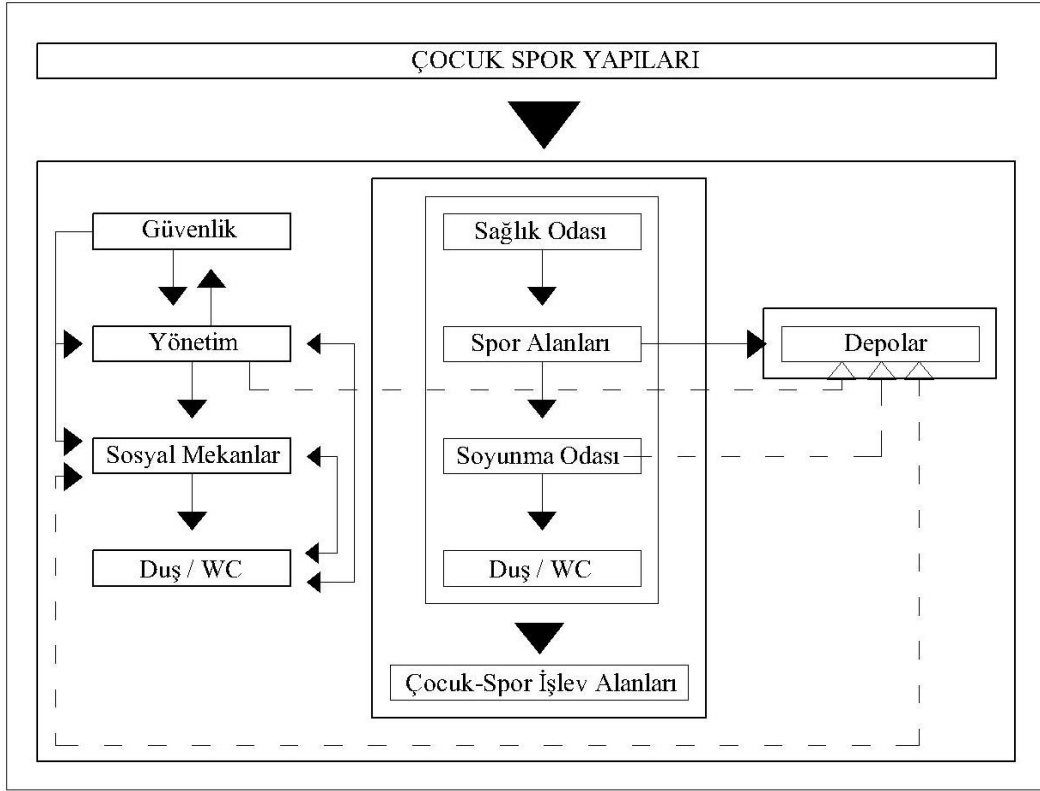 ÇOCUK SPOR YAPILARI
Güvenlik
Yönetim
Sosyal Mekanlar
Duş / WC
Sağlık Odası
Spor Alanları
Soyunma Odası
Duş / WC
Çocuk-Spor İşlev Alanları
Depolar